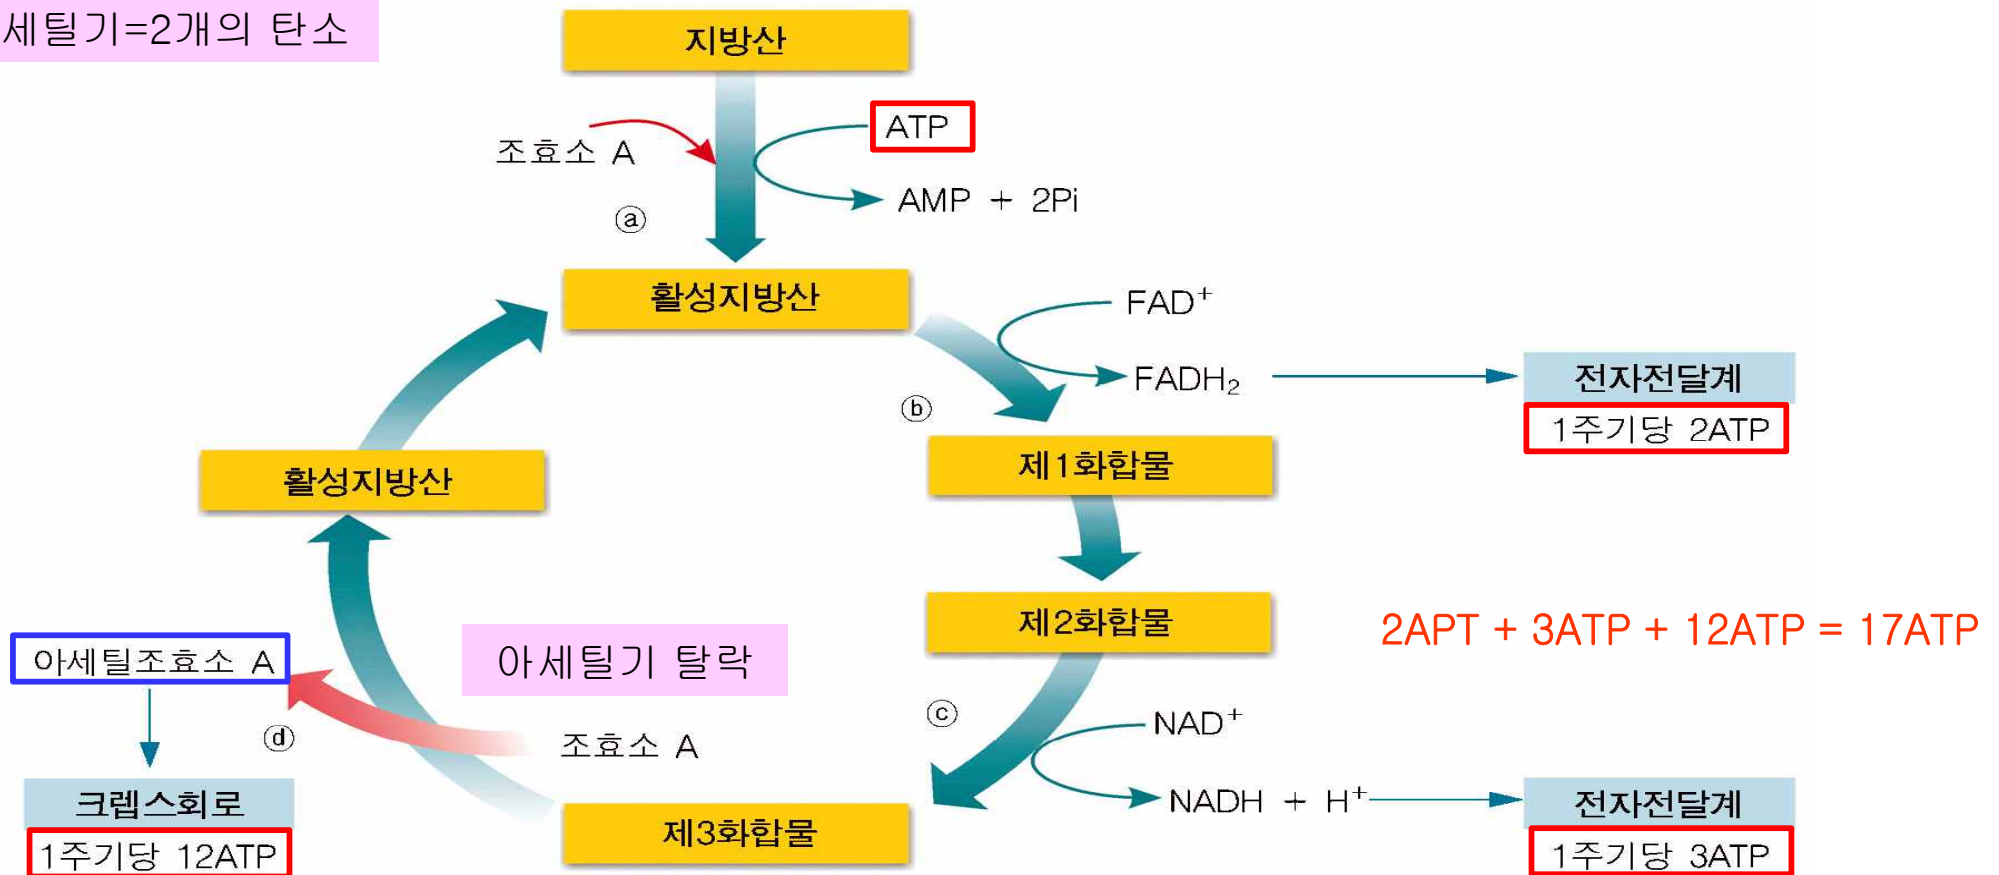 세틸기=2개의 탄소
지방산
조효소 A
ATP
AMP + 2Pi
ⓐ
활성지방산
FAD⁺
FADH₂
전자전달계
1주기당 2ATP
ⓑ
제1화합물
활성지방산
제2화합물
2APT + 3ATP + 12ATP = 17ATP
아세틸조효소 A
아세틸기 탈락
ⓒ
NAD⁺
ⓓ
조효소 A
크렙스회로
1주기당 12ATP
제3화합물
NADH + H⁺
전자전달계
1주기당 3ATP